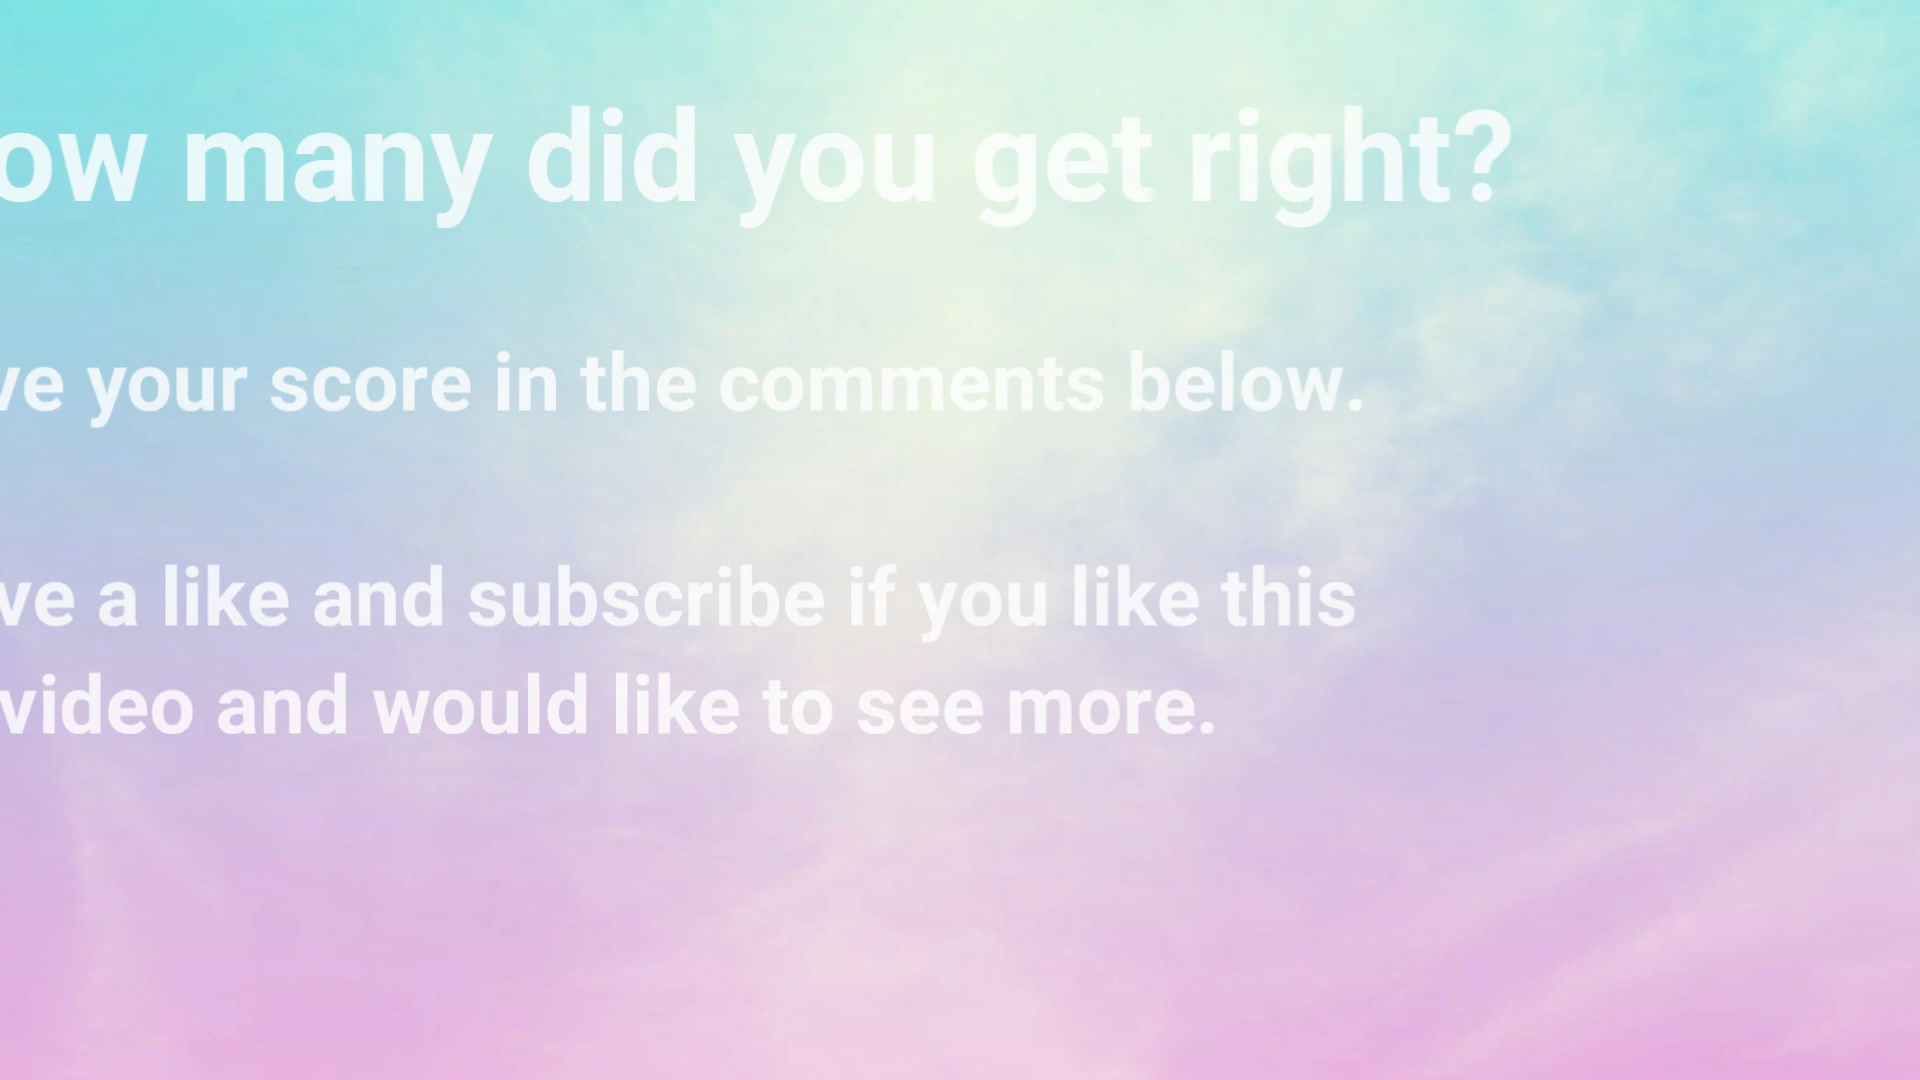 ow many did you get right?
ve your score in the comments below.
ve a like and subscribe if you like this
video and would like to see more.